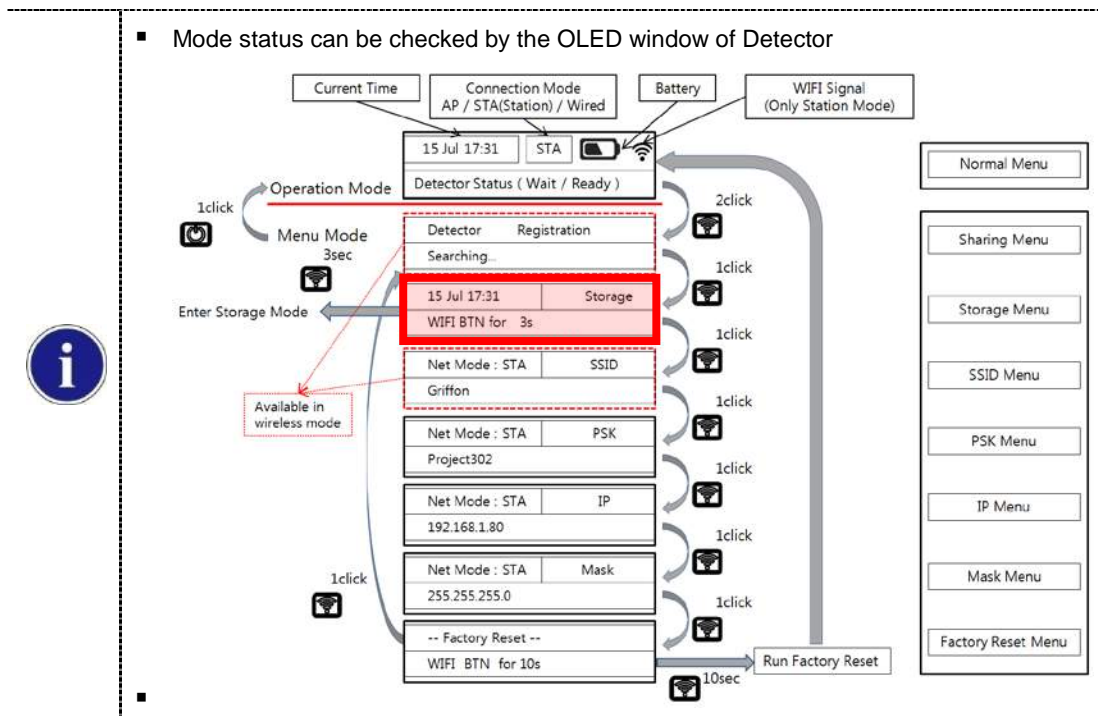 Mode status can be checked by the OLED window of Detector
Current Time
Connection Mode
AP / STA(Station) / Wired
Battery
WIFI Signal
(Only Station Mode)
15 Jul 17:31
STA
Detector Status ( Wait / Ready )
Operation Mode
1click
Menu Mode
3sec
2click
Detector Registration
Searching...
1click
15 Jul 17:31
Storage
WIFI BTN for 3s
Enter Storage Mode
1click
Net Mode : STA
SSID
Griffon
Available in
wireless mode
1click
Net Mode : STA
PSK
Project302
1click
Net Mode : STA
IP
192.168.1.80
1click
Net Mode : STA
Mask
255.255.255.0
1click
1click
-- Factory Reset --
WIFI BTN for 10s
10sec
Run Factory Reset
Normal Menu
Sharing Menu
Storage Menu
SSID Menu
PSK Menu
IP Menu
Mask Menu
Factory Reset Menu
i